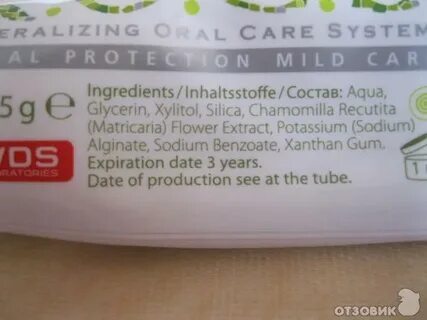 ERALIZING ORAL CARE SYSTEM
AL PROTECTION MILD CAR
5 g e
Ingredients/Inhaltsstoffe/Состав: Aqua,
Glycerin, Xylitol, Silica, Chamomilla Recutita
(Matricaria) Flower Extract, Potassium (Sodium)
Alginate, Sodium Benzoate, Xanthan Gum.
Expiration date 3 years.
Date of production see at the tube.
WDS
ORATORIES
ОТЗОВИК